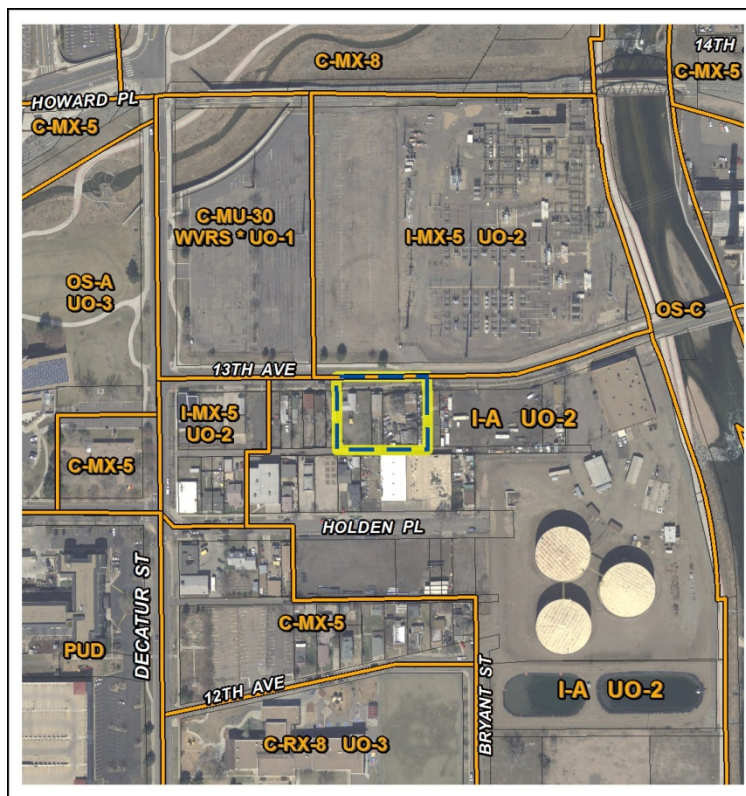 C-MX-8
14TH
C-MX-5
HOWARD PL
C-MX-5
C-MU-30
WVRS * UO-1
I-MX-5 UO-2
OS-A
UO-3
OS-C
13TH AVE
I-MX-5
UO-2
I-A UO-2
C-MX-5
HOLDEN PL
DECATUR ST
PUD
C-MX-5
12TH AVE
BRYANT ST
I-A UO-2
C-RX-8 UO-3